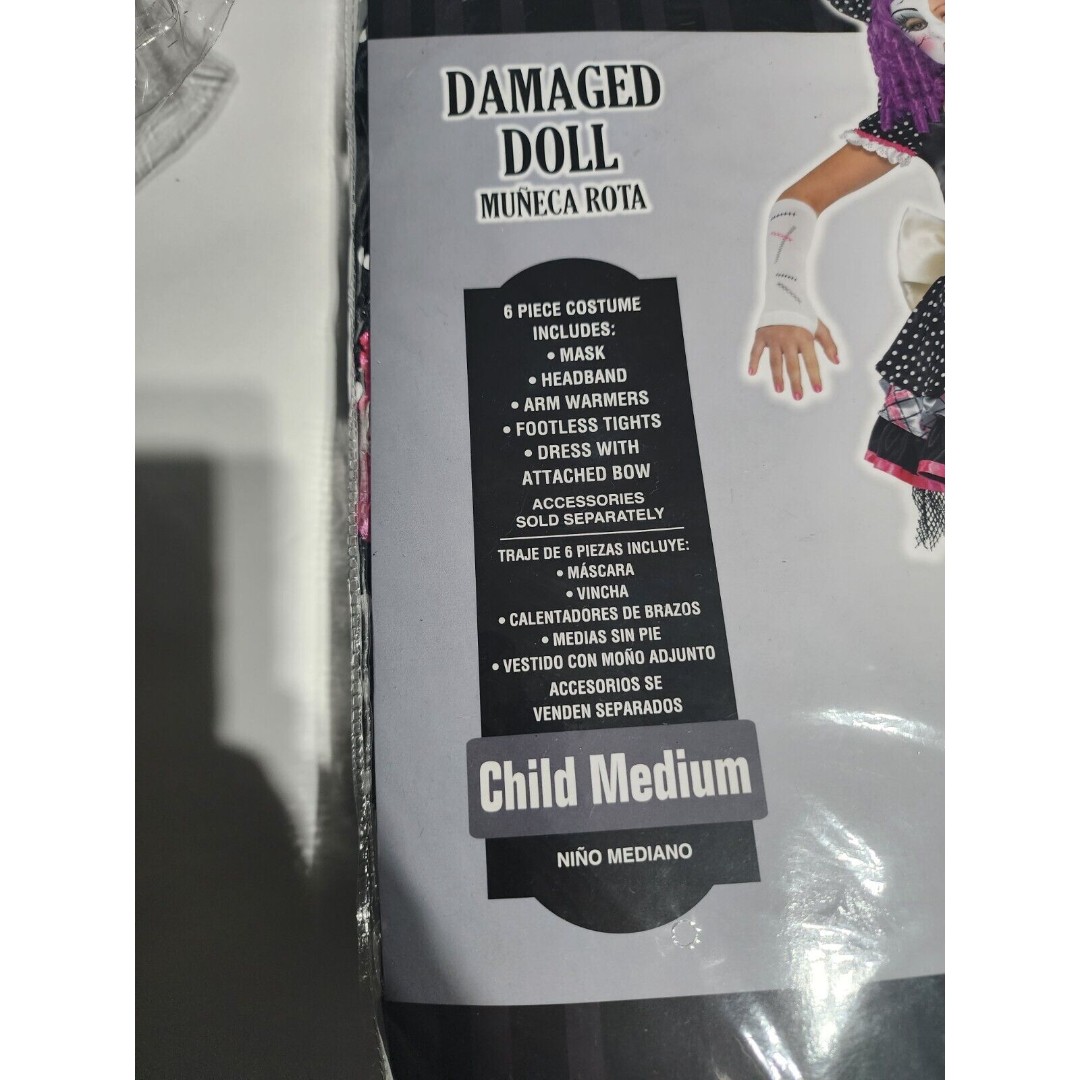 DAMAGED
DOLL
MUÑECA ROTA
6 PIECE COSTUME
INCLUDES:
• MASK
• HEADBAND
• ARM WARMERS
• FOOTLESS TIGHTS
• DRESS WITH
ATTACHED BOW
ACCESSORIES
SOLD SEPARATELY
TRAJE DE 6 PIEZAS INCLUYE:
• MÁSCARA
• VINCHA
• CALENTADORES DE BRAZOS
• MEDIAS SIN PIE
• VESTIDO CON MOÑO ADJUNTO
ACCESORIOS SE
VENDEN SEPARADOS
Child Medium
NIÑO MEDIANO